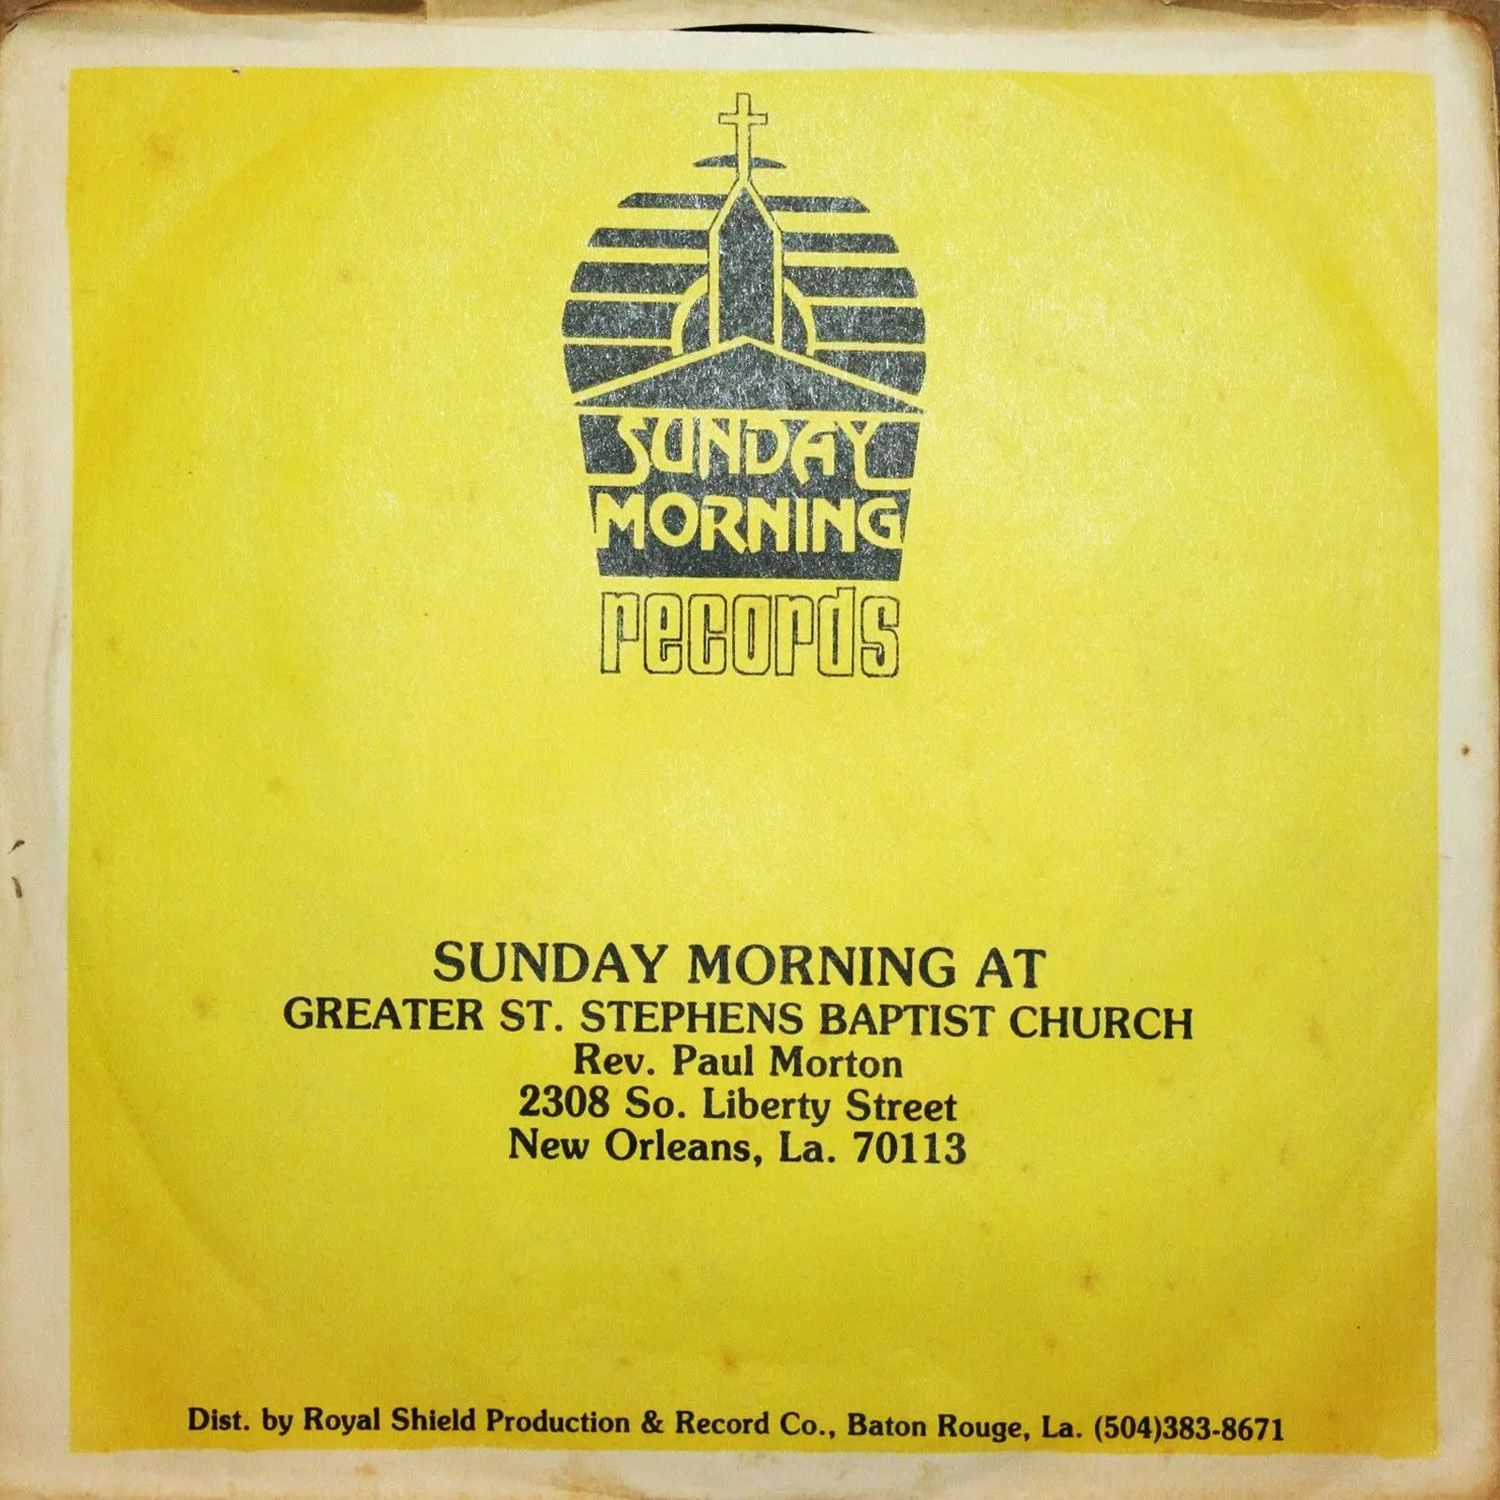 SUNDAY
MORNING
records
SUNDAY MORNING AT
GREATER ST. STEPHENS BAPTIST CHURCH
Rev. Paul Morton
2308 So. Liberty Street
New Orleans, La. 70113
Dist. by Royal Shield Production & Record Co., Baton Rouge, La. (504)383-8671